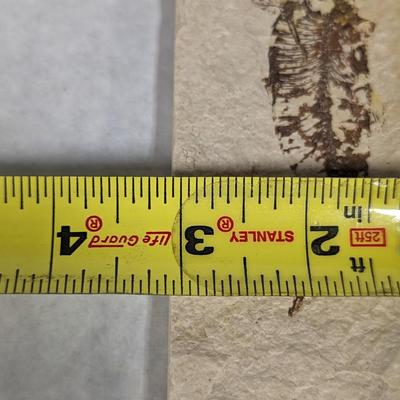 2 STANLEY® 3 Life Guard® 4
25ft
in
ft